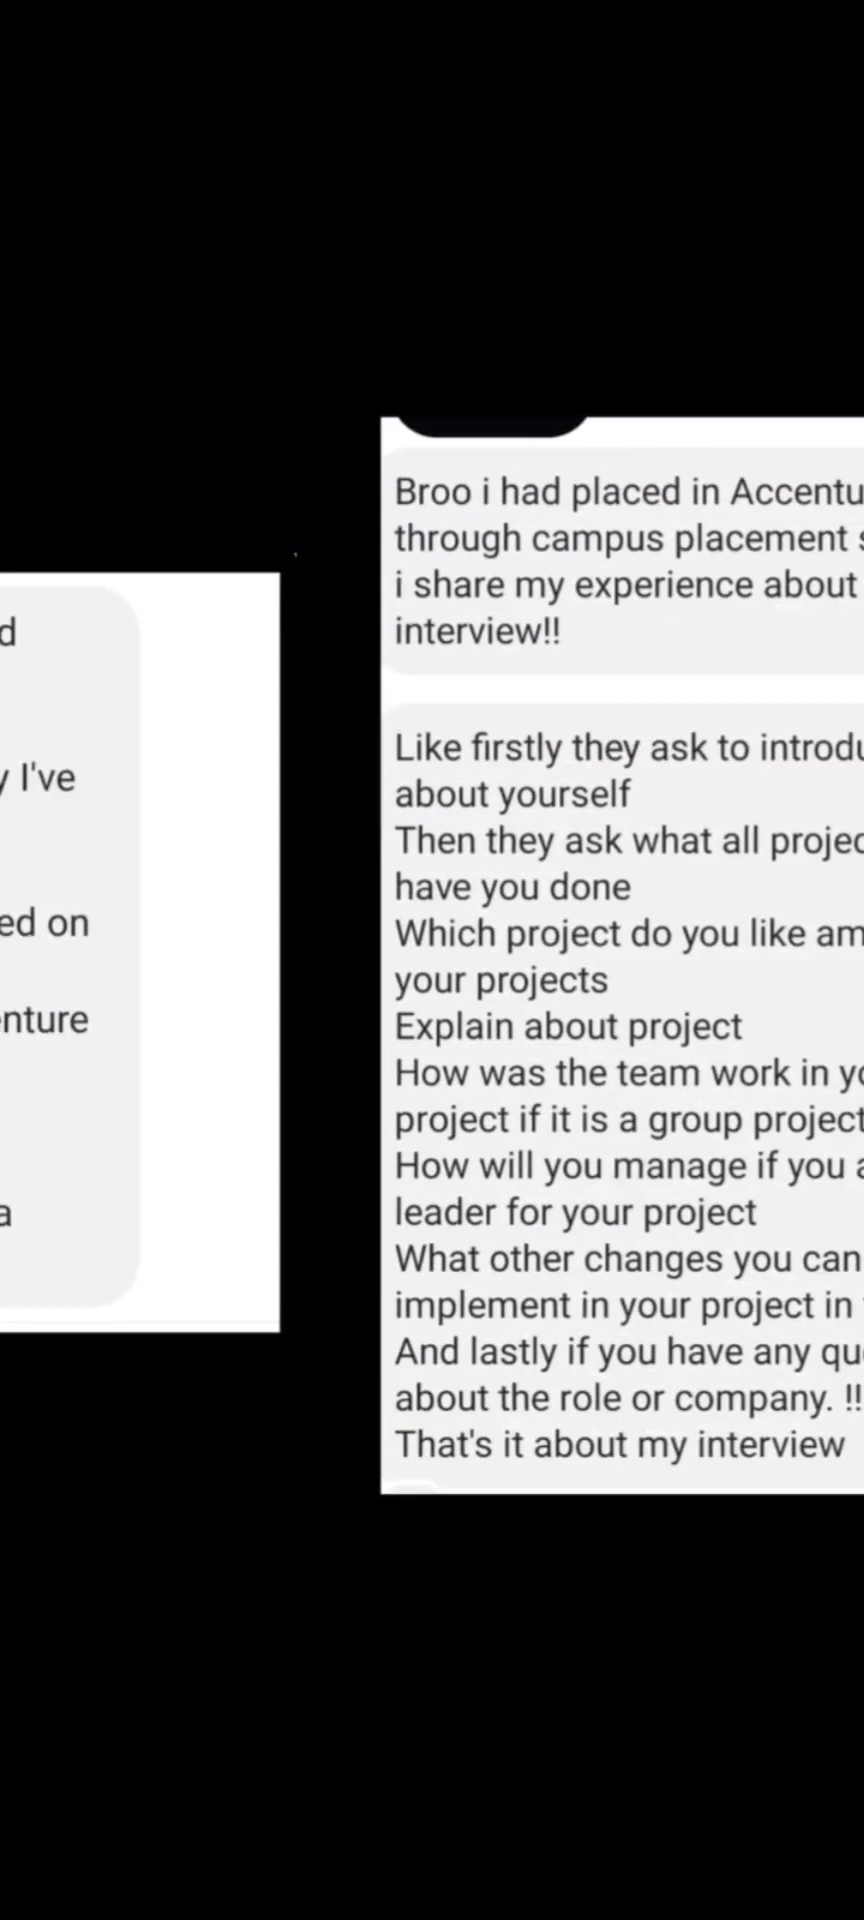 d
y I've
ed on
enture
a
Broo i had placed in Accentu
through campus placement s
i share my experience about
interview!!
Like firstly they ask to introdu
about yourself
Then they ask what all projec
have you done
Which project do you like am
your projects
Explain about project
How was the team work in yo
project if it is a group project
How will you manage if you a
leader for your project
What other changes you can
implement in your project in
And lastly if you have any que
about the role or company. !!
That's it about my interview